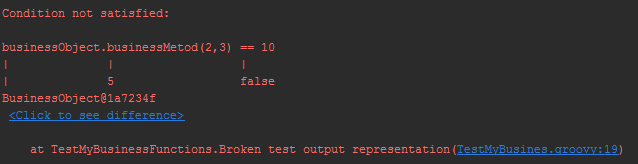 Condition not satisfied:
businessObject.businessMetod(2,3) == 10
| | |
| 5 false
BusinessObject@1a7234f
<Click to see difference>
at TestMyBusinessFunctions.Broken test output representation(TestMyBusines.groovy:19)